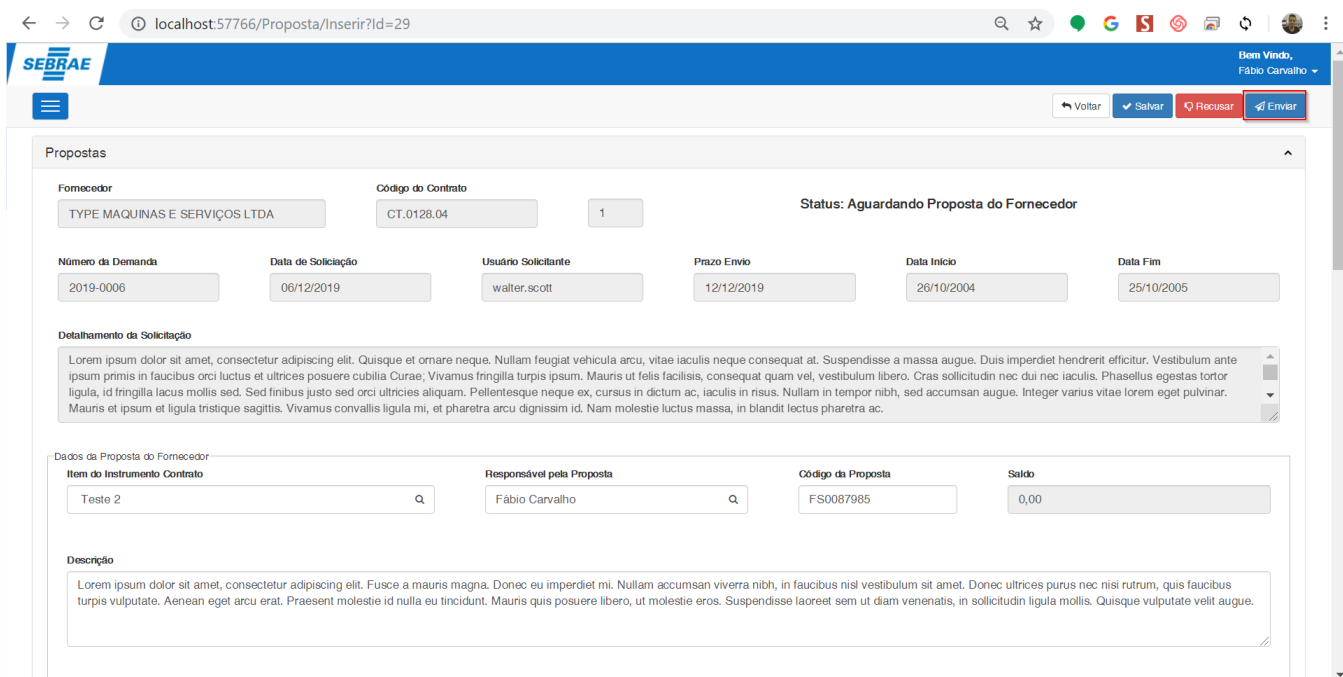 localhost:57766/Proposta/Inserir?Id=29
SEBRAE
Bem Vindo,
Fábio Carvalho
Voltar Salvar Recusar Enviar
Propostas
Fornecedor Código do Contrato
TYPE MAQUINAS E SERVIÇOS LTDA CT.0128.04 1 Status: Aguardando Proposta do Fornecedor
Número da Demanda Data de Soliciação Usuário Solicitante Prazo Envio Data Início Data Fim
2019-0006 06/12/2019 walter.scott 12/12/2019 26/10/2004 25/10/2005
Detalhamento da Solicitação
Lorem ipsum dolor sit amet, consectetur adipiscing elit. Quisque et ornare neque. Nullam feugiat vehicula arcu, vitae iaculis neque consequat at. Suspendisse a massa augue. Duis imperdiet hendrerit efficitur. Vestibulum ante
ipsum primis in faucibus orci luctus et ultrices posuere cubilia Curae; Vivamus fringilla turpis ipsum. Mauris ut felis facilisis, consequat quam vel, vestibulum libero. Cras sollicitudin nec dui nec iaculis. Phasellus egestas tortor
ligula, id fringilla lacus mollis sed. Sed finibus justo sed orci ultricies aliquam. Pellentesque neque ex, cursus in dictum ac, iaculis in risus. Nullam in tempor nibh, sed accumsan augue. Integer varius vitae lorem eget pulvinar.
Mauris et ipsum et ligula tristique sagittis. Vivamus convallis ligula mi, et pharetra arcu dignissim id. Nam molestie luctus massa, in blandit lectus pharetra ac.
Dados da Proposta do Fornecedor
Item do Instrumento Contrato Responsável pela Proposta Código da Proposta Saldo
Teste 2 Fábio Carvalho FS0087985 0,00
Descrição
Lorem ipsum dolor sit amet, consectetur adipiscing elit. Fusce a mauris magna. Donec eu imperdiet mi. Nullam accumsan viverra nibh, in faucibus nisl vestibulum sit amet. Donec ultrices purus nec nisi rutrum, quis faucibus
turpis vulputate. Aenean eget arcu erat. Praesent molestie id nulla eu tincidunt. Mauris quis posuere libero, ut molestie eros. Suspendisse laoreet sem ut diam venenatis, in sollicitudin ligula mollis. Quisque vulputate velit augue.